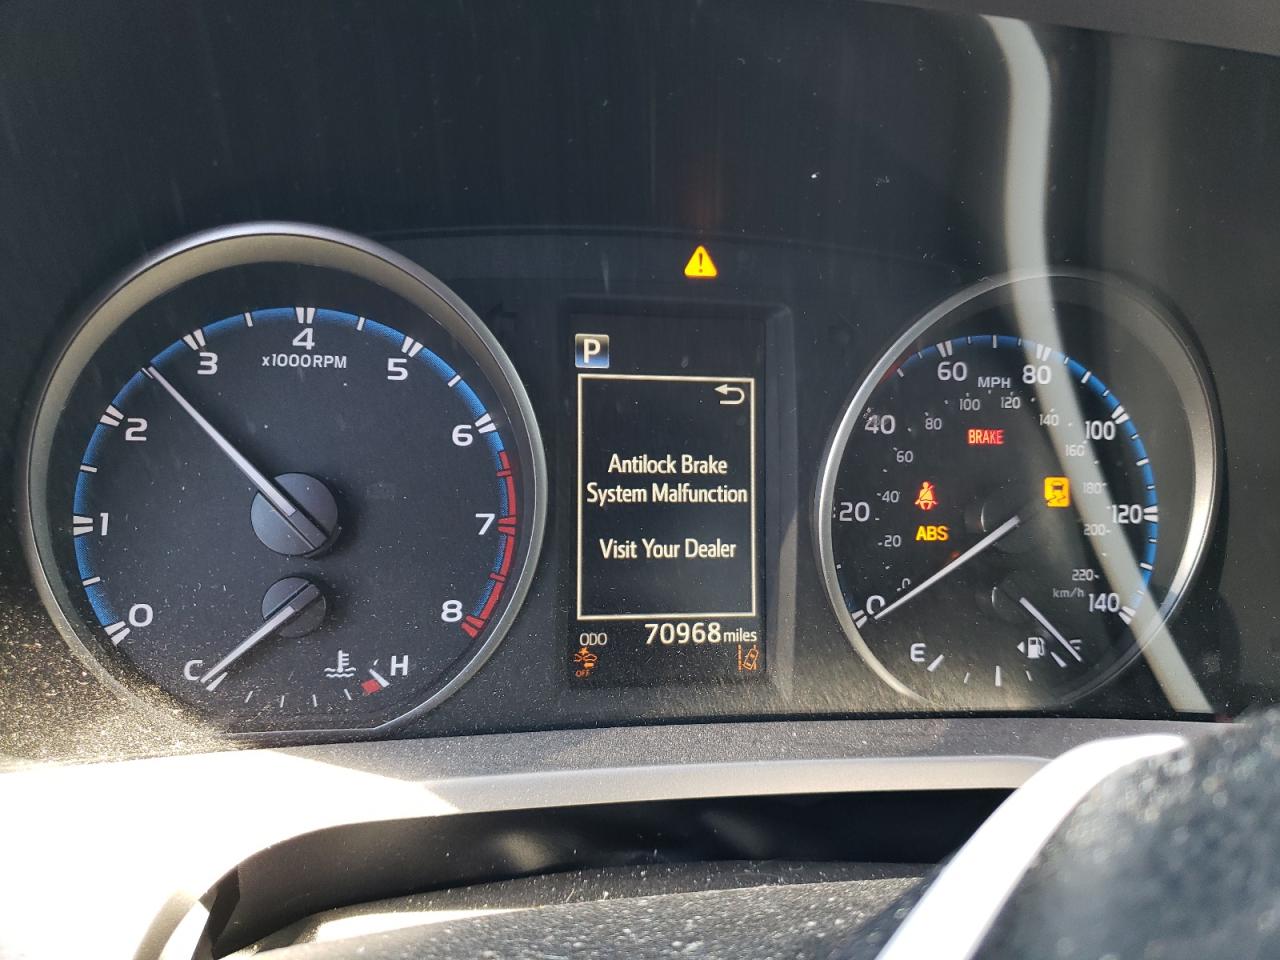 0
1
2
3
4
5
6
7
8
x1000RPM
C
H
P
Antilock Brake
System Malfunction
Visit Your Dealer
ODO 70968 miles
OFF
0
20
40
60
80
100
120
140
MPH
0
20
40
60
80
100
120
140
160
180
200
220
km/h
BRAKE
ABS
E
F